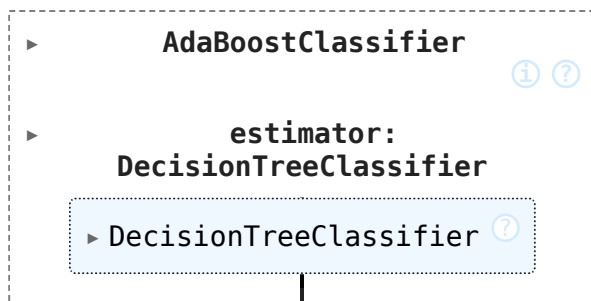 ▸ AdaBoostClassifier
i ?
▸ estimator:
DecisionTreeClassifier
▸ DecisionTreeClassifier ?